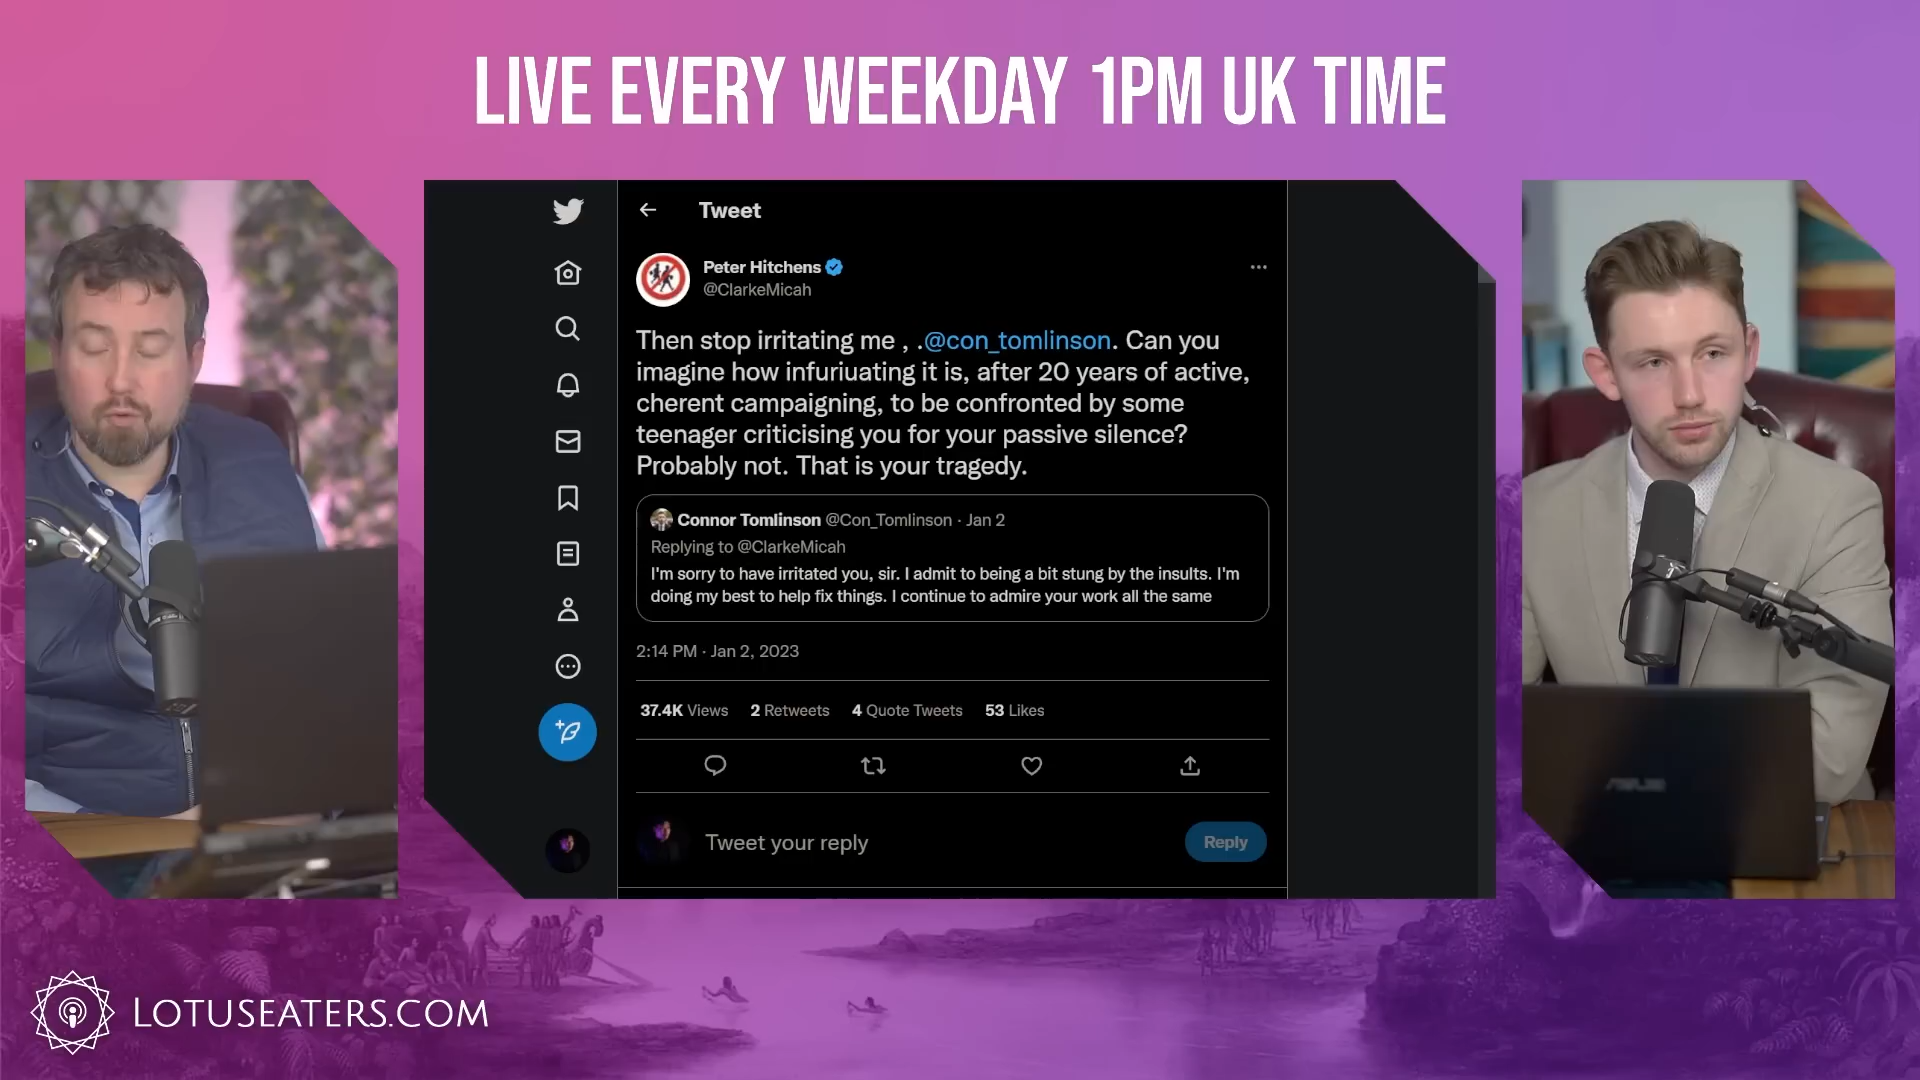 LIVE EVERY WEEKDAY 1PM UK TIME
Tweet
Peter Hitchens
@ClarkeMicah
Then stop irritating me , .@con_tomlinson. Can you
imagine how infuriuating it is, after 20 years of active,
cherent campaigning, to be confronted by some
teenager criticising you for your passive silence?
Probably not. That is your tragedy.
Connor Tomlinson @Con_Tomlinson · Jan 2
Replying to @ClarkeMicah
I'm sorry to have irritated you, sir. I admit to being a bit stung by the insults. I'm
doing my best to help fix things. I continue to admire your work all the same
2:14 PM · Jan 2, 2023
37.4K Views 2 Retweets 4 Quote Tweets 53 Likes
Tweet your reply
Reply
ASUS
LOTUSEATERS.COM